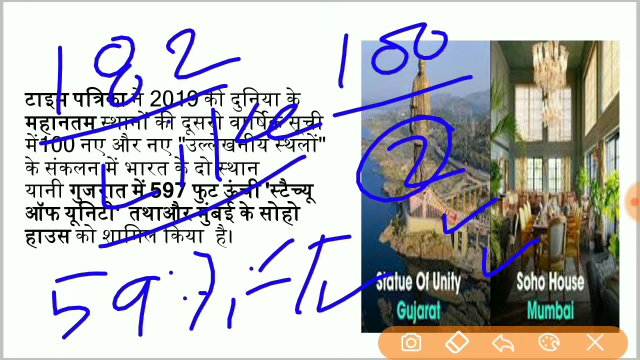 टाइम पत्रिका ने 2019 की दुनिया के
महानतम स्थानों की दूसरी वार्षिक सूची
में 100 नए और नए "उल्लेखनीय स्थलों"
के संकलन में भारत के दो स्थान
यानी गुजरात में 597 फुट ऊंची 'स्टैच्यू
ऑफ यूनिटी' तथाऔर मुंबई के सोहो
हाउस को शामिल किया है।
100
2
Statue Of Unity
Gujarat
Soho House
Mumbai